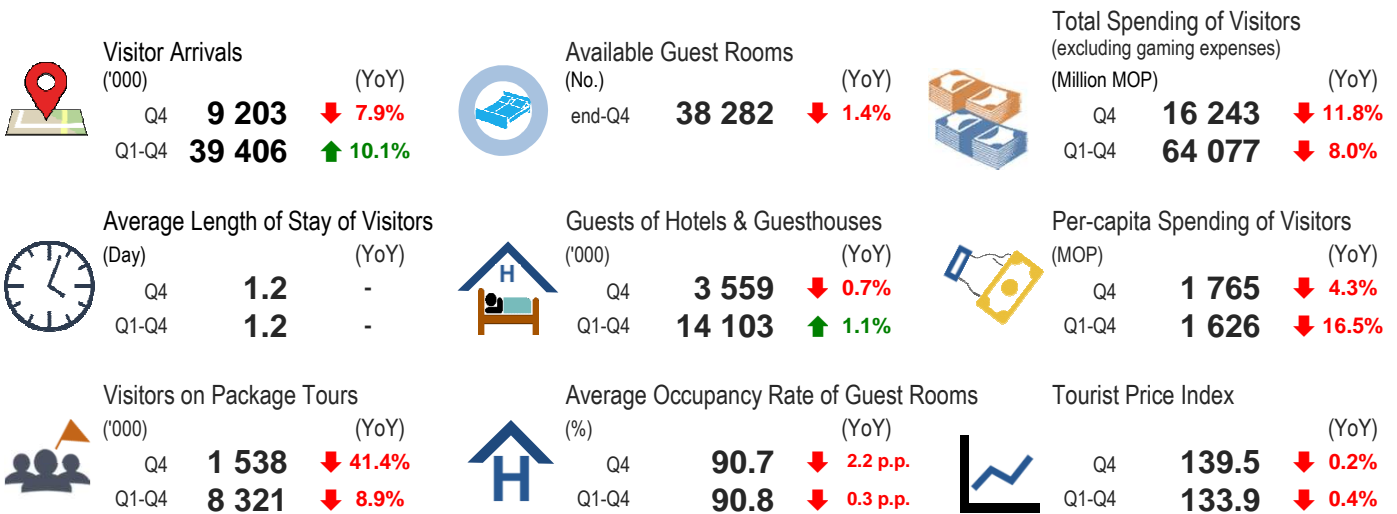 Visitor Arrivals
('000) (YoY)
Q4 9 203 7.9%
Q1-Q4 39 406 10.1%
Available Guest Rooms
(No.) (YoY)
end-Q4 38 282 1.4%
Total Spending of Visitors
(excluding gaming expenses)
(Million MOP) (YoY)
Q4 16 243 11.8%
Q1-Q4 64 077 8.0%
Average Length of Stay of Visitors
(Day) (YoY)
Q4 1.2 -
Q1-Q4 1.2 -
Guests of Hotels & Guesthouses
('000) (YoY)
H
Q4 3 559 0.7%
Q1-Q4 14 103 1.1%
Per-capita Spending of Visitors
(MOP) (YoY)
Q4 1 765 4.3%
Q1-Q4 1 626 16.5%
Visitors on Package Tours
('000) (YoY)
Q4 1 538 41.4%
Q1-Q4 8 321 8.9%
Average Occupancy Rate of Guest Rooms
(%) (YoY)
H
Q4 90.7 2.2 p.p.
Q1-Q4 90.8 0.3 p.p.
Tourist Price Index
(YoY)
Q4 139.5 0.2%
Q1-Q4 133.9 0.4%